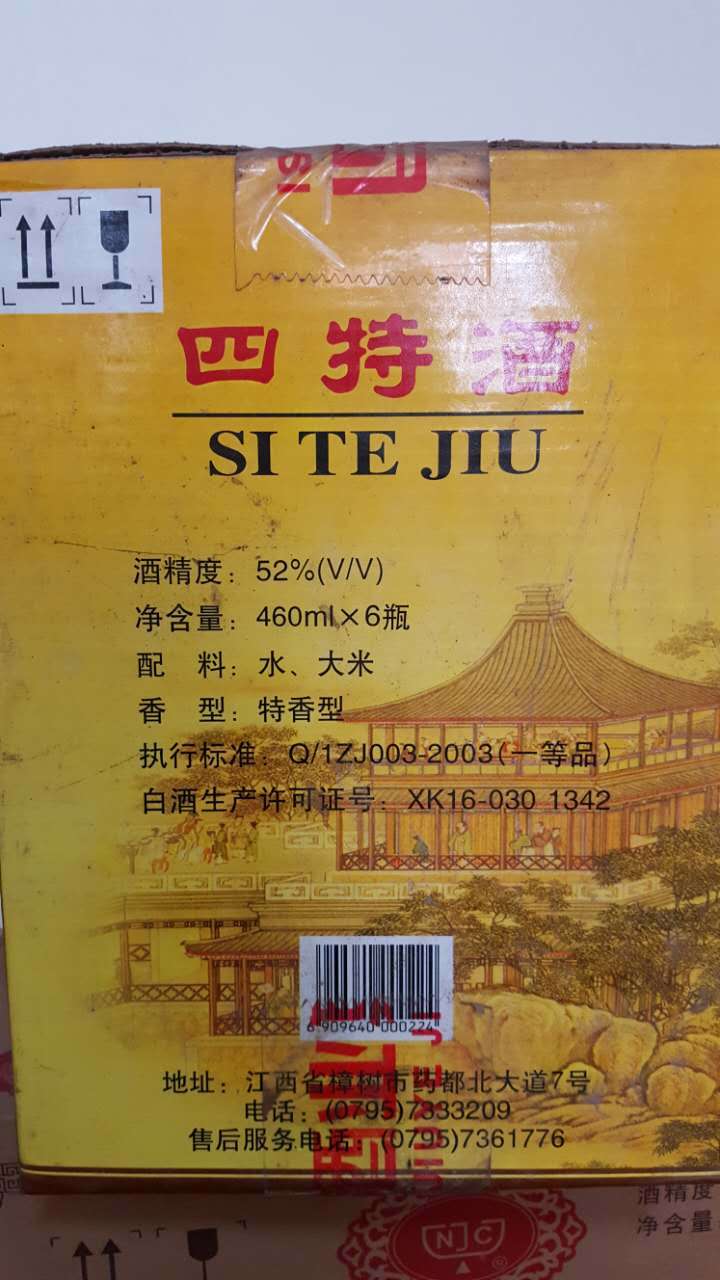 四特酒
SI TE JIU
酒精度：52%(V/V)
净含量：460ml×6瓶
配　料：水、大米
香　型：特香型
执行标准：Q/1ZJ003-2003(一等品)
白酒生产许可证号：XK16-030 1342
6 909640 000224
地址：江西省樟树市药都北大道7号
电话：(0795)7333209
售后服务电话：(0795)7361776
酒精度
净含量
NJC